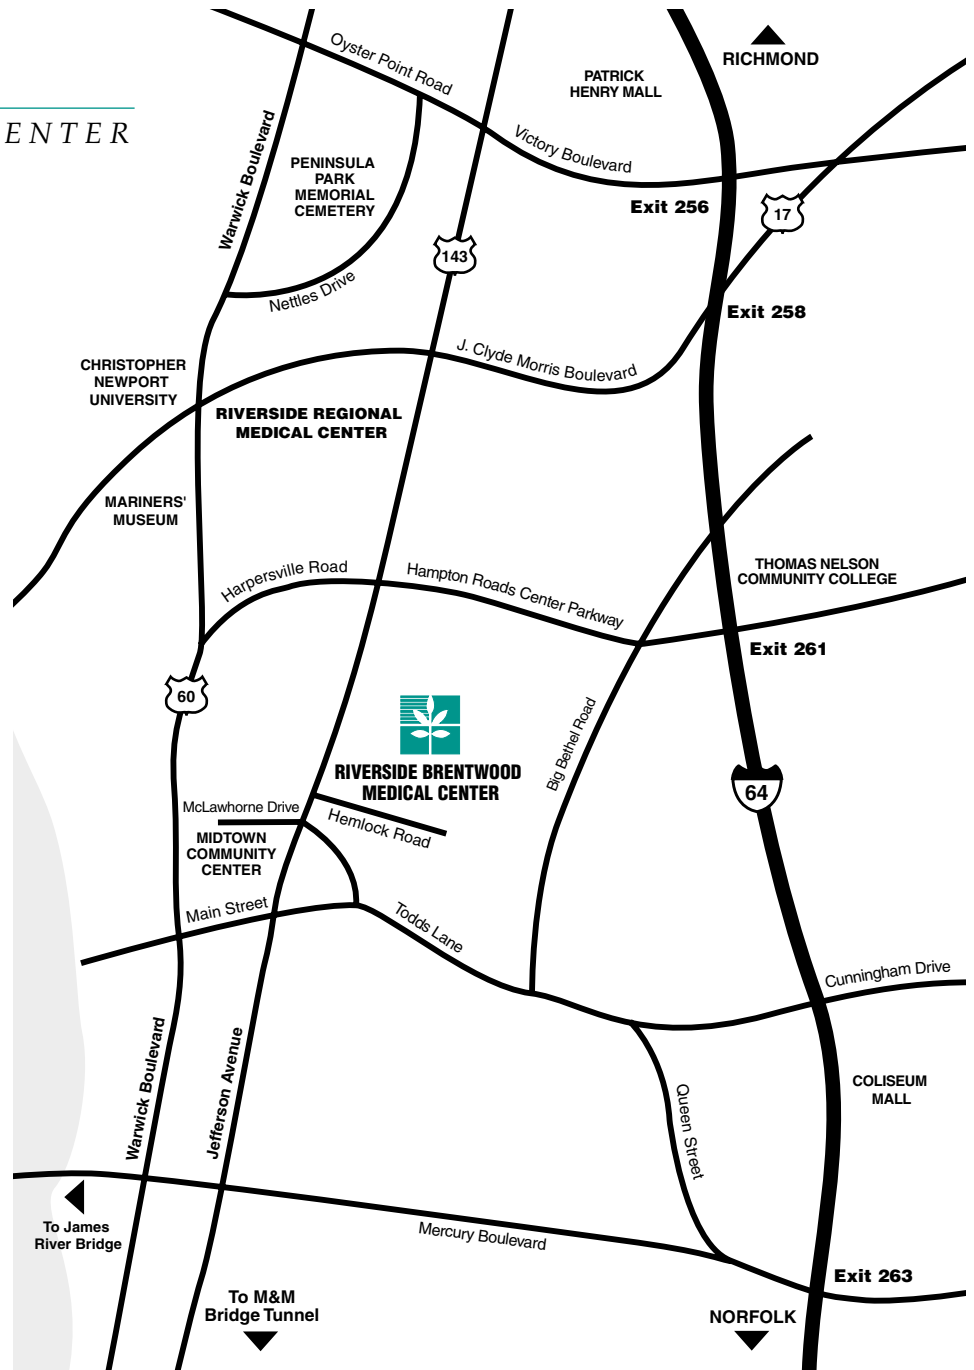 RICHMOND
Oyster Point Road
PATRICK
HENRY MALL
ENTER
Warwick Boulevard
Victory Boulevard
PENINSULA
PARK
MEMORIAL
CEMETERY
Exit 256
17
143
Nettles Drive
Exit 258
J. Clyde Morris Boulevard
CHRISTOPHER
NEWPORT
UNIVERSITY
RIVERSIDE REGIONAL
MEDICAL CENTER
MARINERS'
MUSEUM
Harpersville Road
Hampton Roads Center Parkway
THOMAS NELSON
COMMUNITY COLLEGE
Exit 261
60
Big Bethel Road
RIVERSIDE BRENTWOOD
MEDICAL CENTER
64
McLawhorne Drive
Hemlock Road
MIDTOWN
COMMUNITY
CENTER
Main Street
Todds Lane
Cunningham Drive
Warwick Boulevard
Jefferson Avenue
COLISEUM
MALL
Queen Street
To James
River Bridge
Mercury Boulevard
Exit 263
To M&M
Bridge Tunnel
NORFOLK